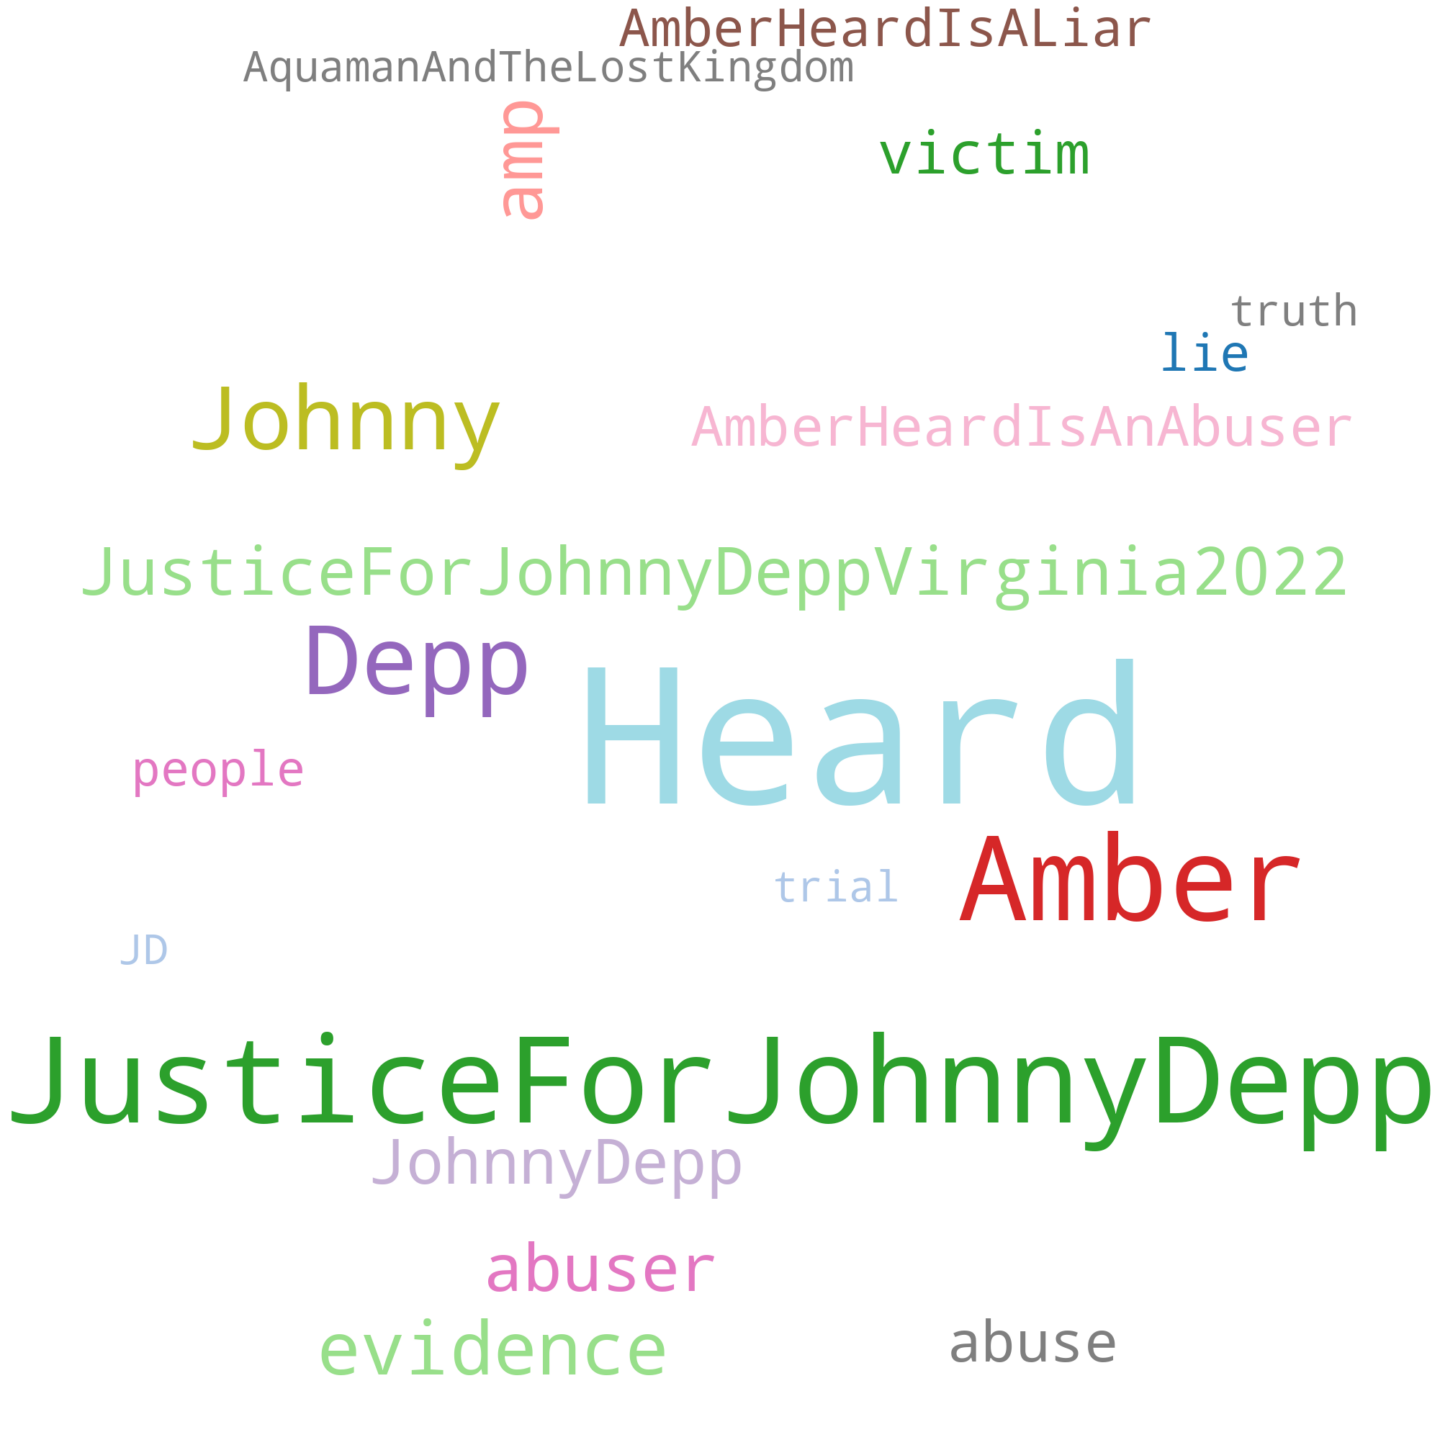 AmberHeardIsALiar
AquamanAndTheLostKingdom
amp
victim
truth
lie
Johnny
AmberHeardIsAnAbuser
JusticeForJohnnyDeppVirginia2022
Depp
Heard
people
Amber
trial
JD
JusticeForJohnnyDepp
JohnnyDepp
abuser
evidence
abuse